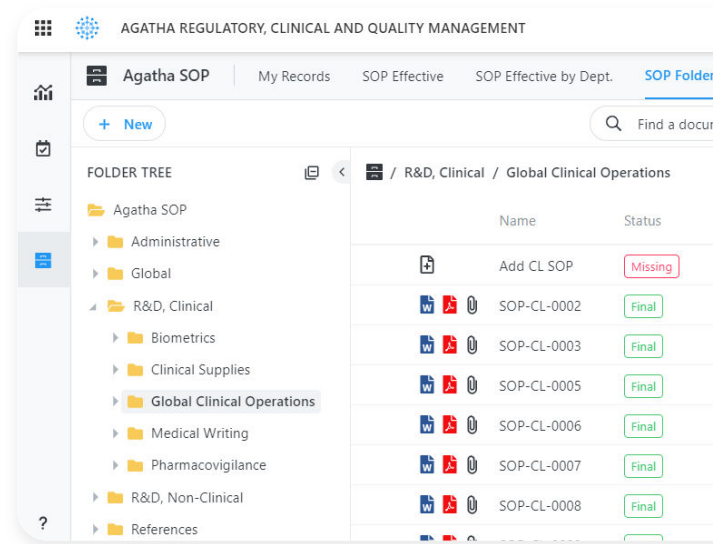 AGATHA REGULATORY, CLINICAL AND QUALITY MANAGEMENT
Agatha SOP My Records SOP Effective SOP Effective by Dept. SOP Folder
+ New
Find a docum
FOLDER TREE
Agatha SOP
Administrative
Global
R&D, Clinical
Biometrics
Clinical Supplies
Global Clinical Operations
Medical Writing
Pharmacovigilance
R&D, Non-Clinical
References
?
/ R&D, Clinical / Global Clinical Operations
Name Status
Add CL SOP Missing
SOP-CL-0002 Final
SOP-CL-0003 Final
SOP-CL-0005 Final
SOP-CL-0006 Final
SOP-CL-0007 Final
SOP-CL-0008 Final